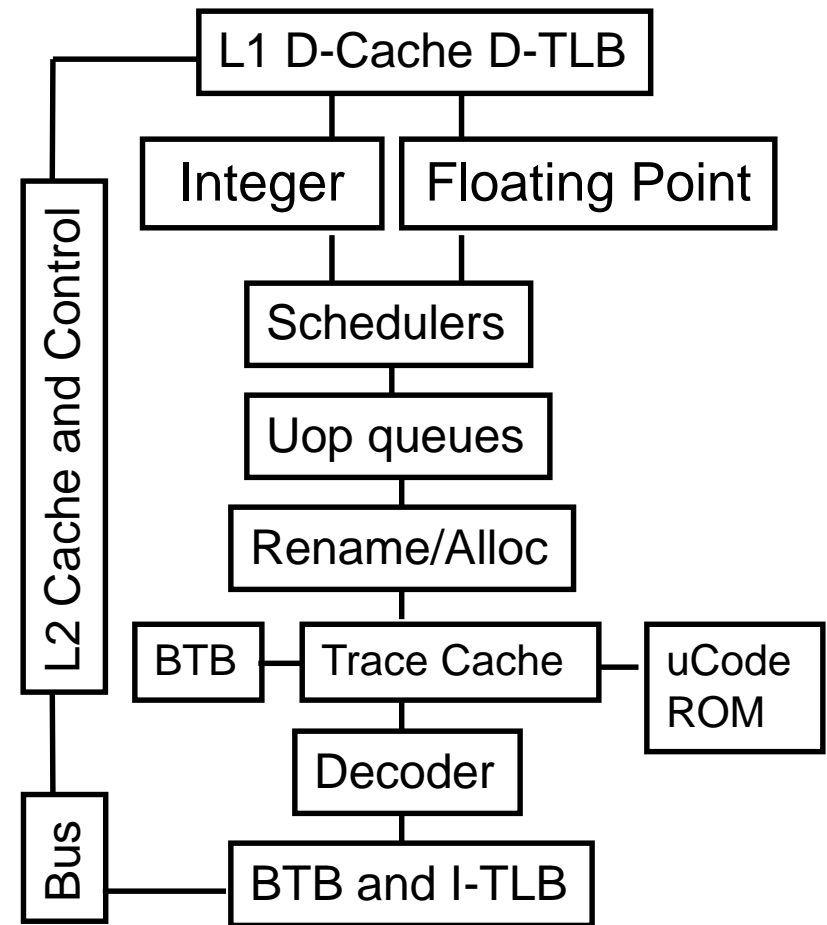 L1 D-Cache D-TLB
Integer
Floating Point
L2 Cache and Control
Schedulers
Uop queues
Rename/Alloc
BTB
Trace Cache
uCode
ROM
Decoder
Bus
BTB and I-TLB